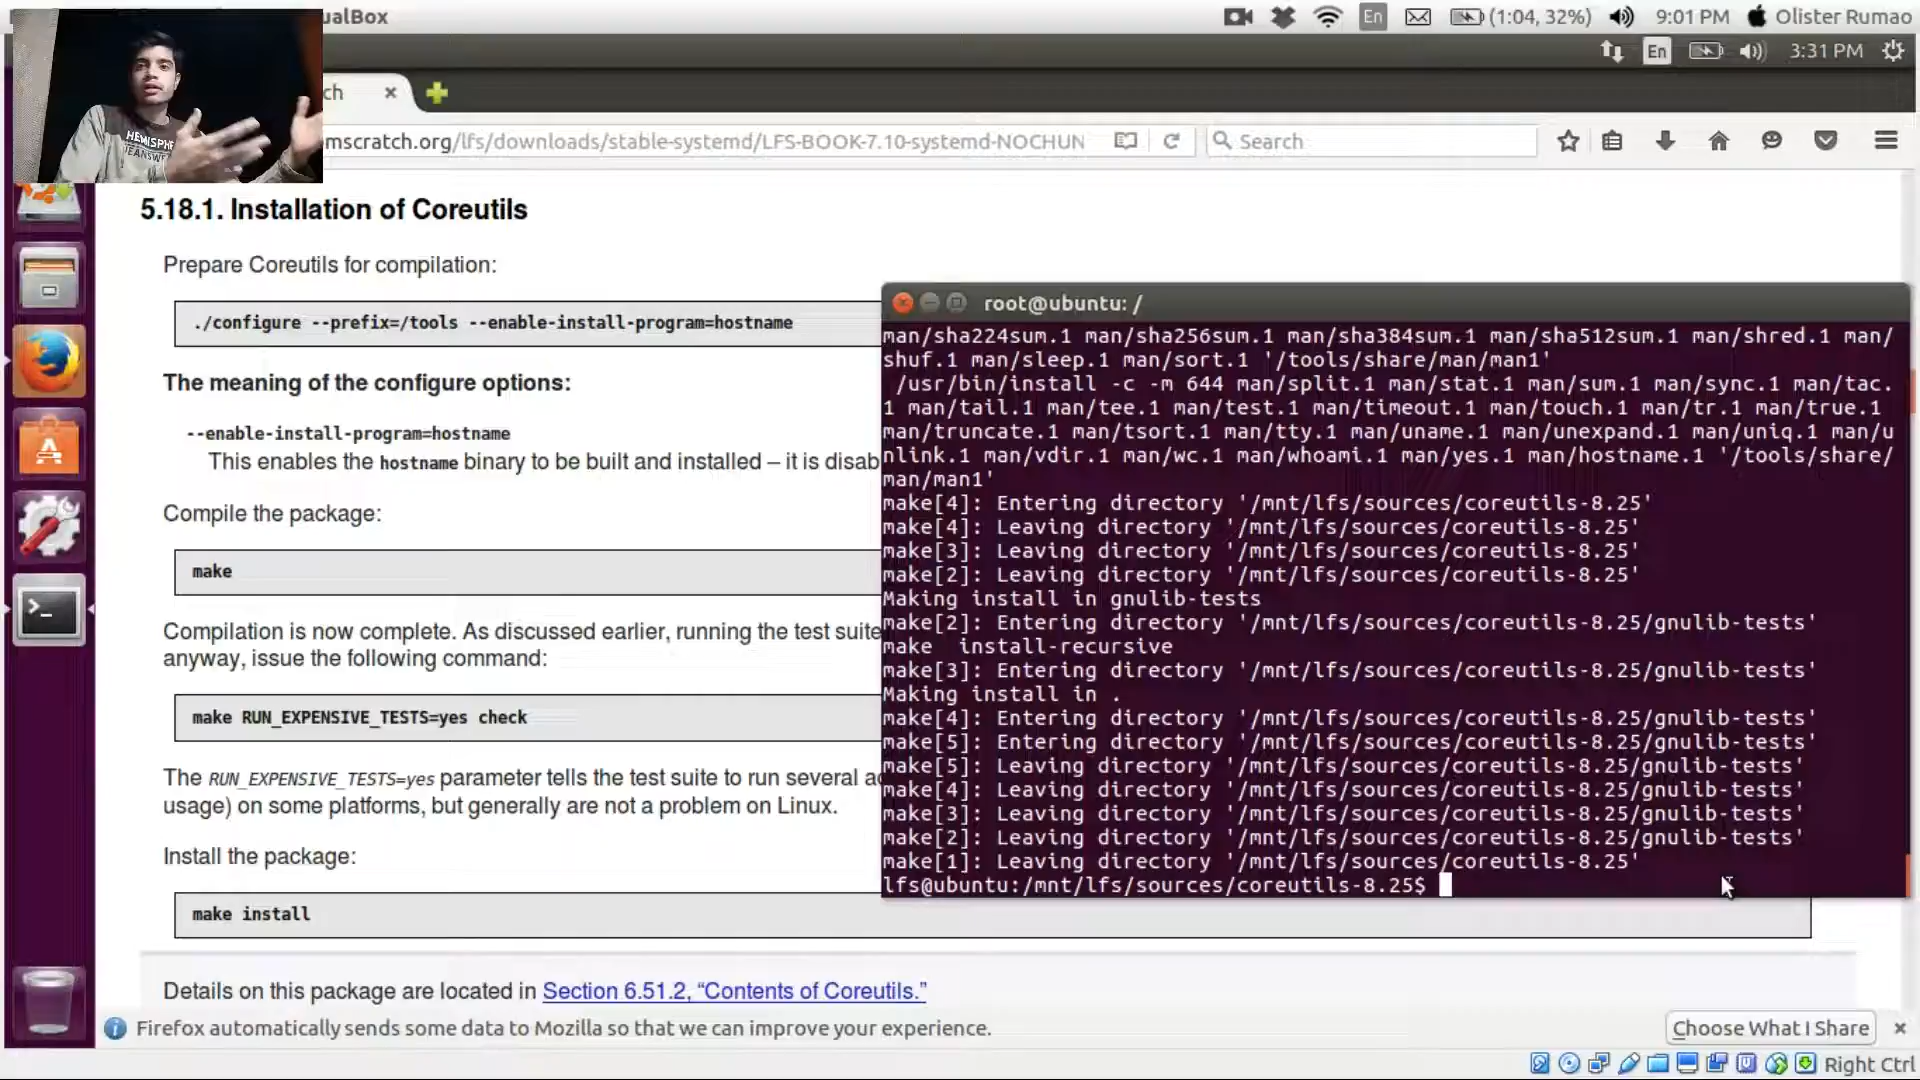 ualBox
En
(1:04, 32%)
9:01 PM
Olister Rumao
En
3:31 PM
ch
mscratch.org/lfs/downloads/stable-systemd/LFS-BOOK-7.10-systemd-NOCHUN
Search
HEMISPHE
TEANSWE
5.18.1. Installation of Coreutils
Prepare Coreutils for compilation:
./configure --prefix=/tools --enable-install-program=hostname
The meaning of the configure options:
--enable-install-program=hostname
This enables the hostname binary to be built and installed – it is disab
Compile the package:
make
Compilation is now complete. As discussed earlier, running the test suite
anyway, issue the following command:
make RUN_EXPENSIVE_TESTS=yes check
The RUN_EXPENSIVE_TESTS=yes parameter tells the test suite to run several ad
usage) on some platforms, but generally are not a problem on Linux.
Install the package:
make install
Details on this package are located in Section 6.51.2, “Contents of Coreutils.”
root@ubuntu: /
man/sha224sum.1 man/sha256sum.1 man/sha384sum.1 man/sha512sum.1 man/shred.1 man/
shuf.1 man/sleep.1 man/sort.1 '/tools/share/man/man1'
/usr/bin/install -c -m 644 man/split.1 man/stat.1 man/sum.1 man/sync.1 man/tac.
1 man/tail.1 man/tee.1 man/test.1 man/timeout.1 man/touch.1 man/tr.1 man/true.1
man/truncate.1 man/tsort.1 man/tty.1 man/uname.1 man/unexpand.1 man/uniq.1 man/u
nlink.1 man/vdir.1 man/wc.1 man/whoami.1 man/yes.1 man/hostname.1 '/tools/share/
man/man1'
make[4]: Entering directory '/mnt/lfs/sources/coreutils-8.25'
make[4]: Leaving directory '/mnt/lfs/sources/coreutils-8.25'
make[3]: Leaving directory '/mnt/lfs/sources/coreutils-8.25'
make[2]: Leaving directory '/mnt/lfs/sources/coreutils-8.25'
Making install in gnulib-tests
make[2]: Entering directory '/mnt/lfs/sources/coreutils-8.25/gnulib-tests'
make  install-recursive
make[3]: Entering directory '/mnt/lfs/sources/coreutils-8.25/gnulib-tests'
Making install in .
make[4]: Entering directory '/mnt/lfs/sources/coreutils-8.25/gnulib-tests'
make[5]: Entering directory '/mnt/lfs/sources/coreutils-8.25/gnulib-tests'
make[5]: Leaving directory '/mnt/lfs/sources/coreutils-8.25/gnulib-tests'
make[4]: Leaving directory '/mnt/lfs/sources/coreutils-8.25/gnulib-tests'
make[3]: Leaving directory '/mnt/lfs/sources/coreutils-8.25/gnulib-tests'
make[2]: Leaving directory '/mnt/lfs/sources/coreutils-8.25/gnulib-tests'
make[1]: Leaving directory '/mnt/lfs/sources/coreutils-8.25'
lfs@ubuntu:/mnt/lfs/sources/coreutils-8.25$
Firefox automatically sends some data to Mozilla so that we can improve your experience.
Choose What I Share
Right Ctrl